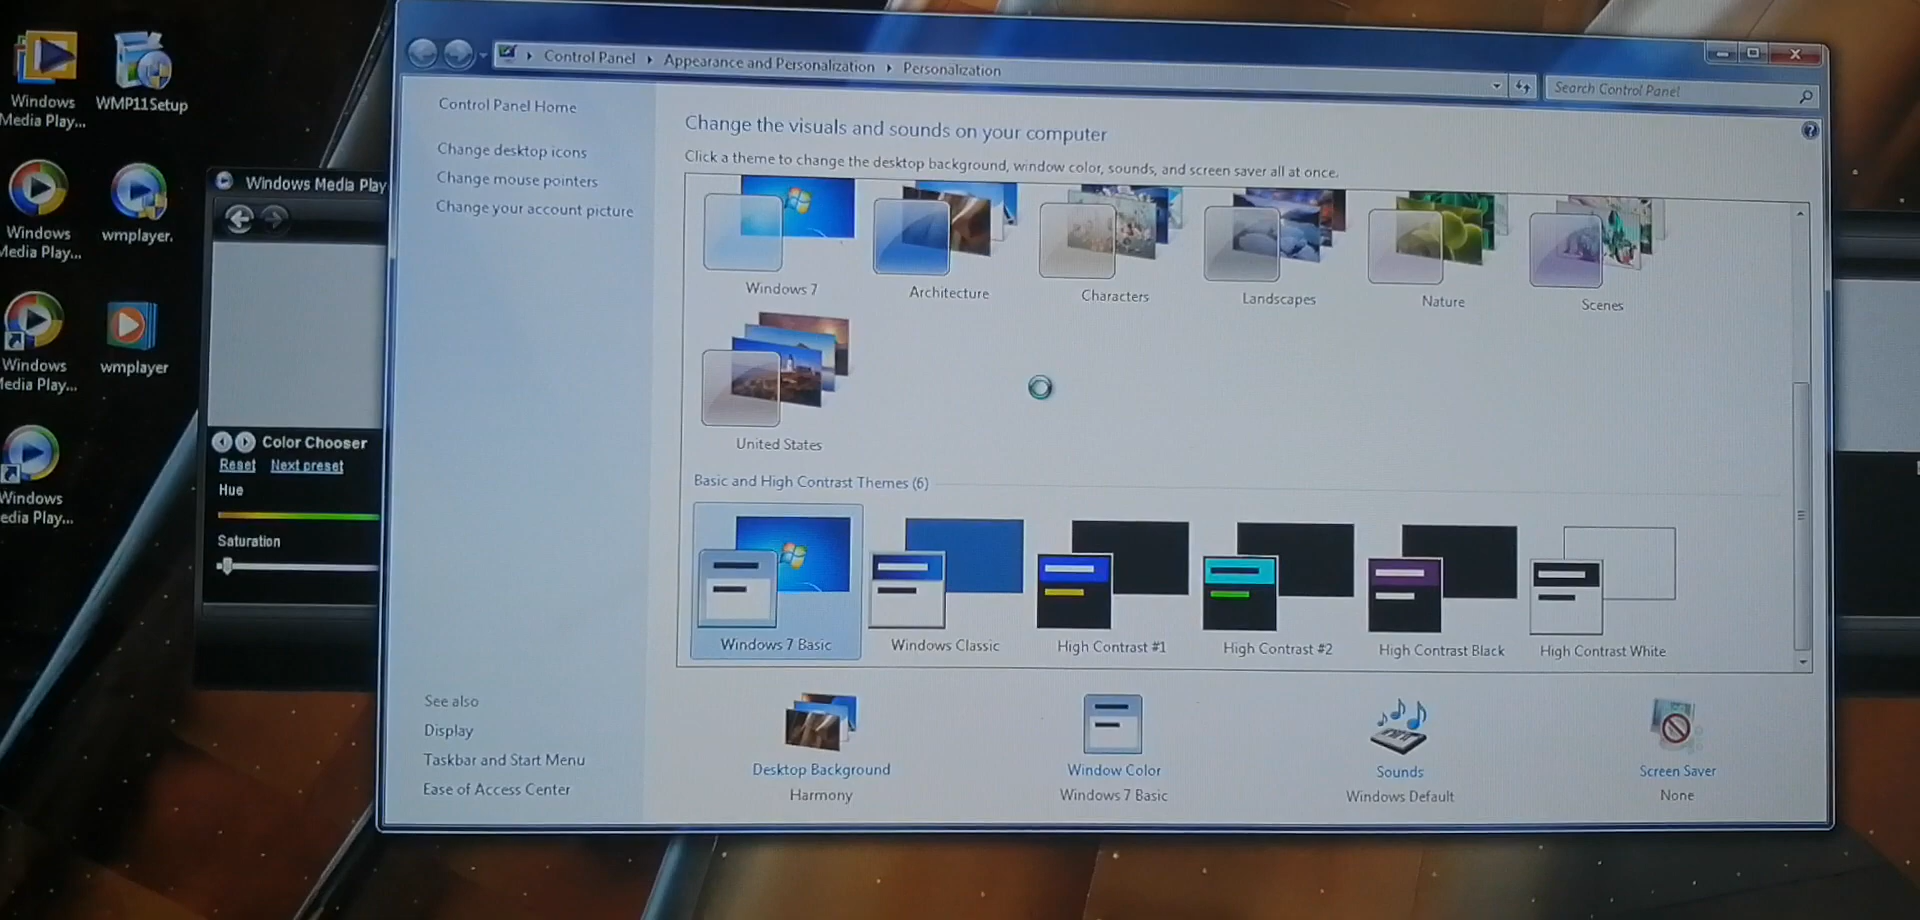 Windows
Media Play...
WMP11Setup
Windows
Media Play...
wmplayer.
Windows
Media Play...
wmplayer
Windows
edia Play...
Windows Media Play
Color Chooser
Reset Next preset
Hue
Saturation
Control Panel Appearance and Personalization Personalization
Search Control Panel
Control Panel Home
Change desktop icons
Change mouse pointers
Change your account picture
See also
Display
Taskbar and Start Menu
Ease of Access Center
Change the visuals and sounds on your computer
Click a theme to change the desktop background, window color, sounds, and screen saver all at once.
Windows 7
Architecture
Characters
Landscapes
Nature
Scenes
United States
Basic and High Contrast Themes (6)
Windows 7 Basic
Windows Classic
High Contrast #1
High Contrast #2
High Contrast Black
High Contrast White
Desktop Background
Harmony
Window Color
Windows 7 Basic
Sounds
Windows Default
Screen Saver
None